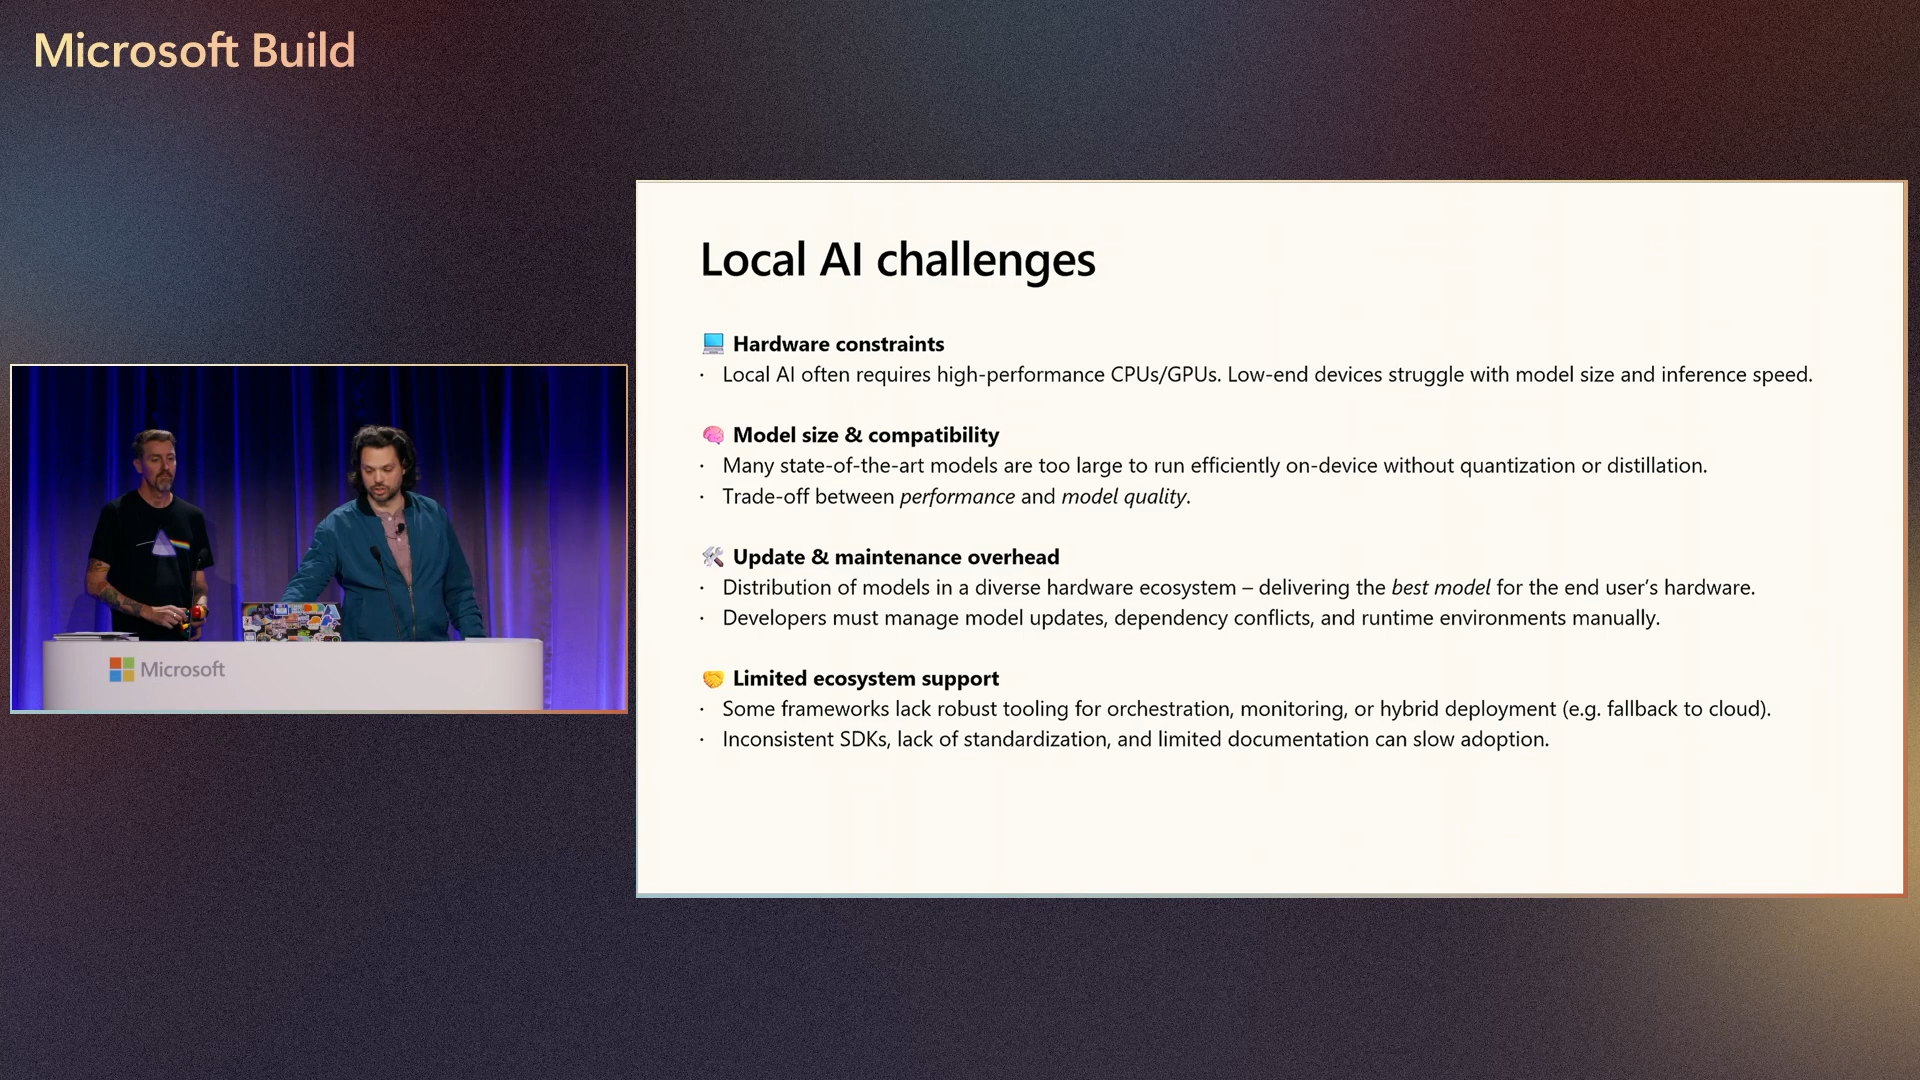 Microsoft Build
Local AI challenges
💻 Hardware constraints
· Local AI often requires high-performance CPUs/GPUs. Low-end devices struggle with model size and inference speed.
🧠 Model size & compatibility
· Many state-of-the-art models are too large to run efficiently on-device without quantization or distillation.
· Trade-off between performance and model quality.
🛠 Update & maintenance overhead
· Distribution of models in a diverse hardware ecosystem – delivering the best model for the end user’s hardware.
· Developers must manage model updates, dependency conflicts, and runtime environments manually.
🤝 Limited ecosystem support
· Some frameworks lack robust tooling for orchestration, monitoring, or hybrid deployment (e.g. fallback to cloud).
· Inconsistent SDKs, lack of standardization, and limited documentation can slow adoption.
Microsoft